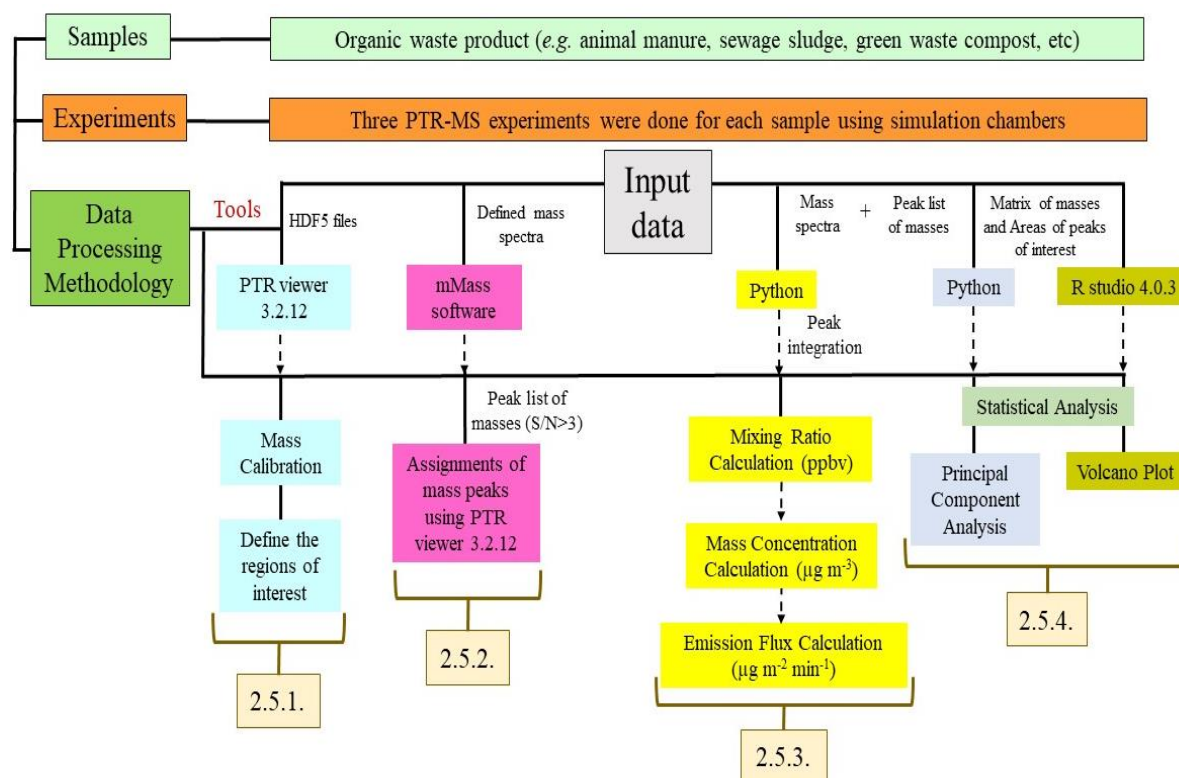 Samples
Organic waste product (e.g. animal manure, sewage sludge, green waste compost, etc)
Experiments
Three PTR-MS experiments were done for each sample using simulation chambers
Data
Processing
Methodology
Tools
Input
data
HDF5 files
PTR viewer
3.2.12
Defined mass
spectra
mMass
software
Mass
spectra
+
Peak list
of masses
Python
Peak
integration
Python
Matrix of masses
and Areas of peaks
of interest
R studio 4.0.3
Mass
Calibration
Define the
regions of
interest
2.5.1.
Peak list of
masses (S/N>3)
Assignments of
mass peaks
using PTR
viewer 3.2.12
2.5.2.
Mixing Ratio
Calculation (ppbv)
Mass Concentration
Calculation (µg m⁻³)
Emission Flux Calculation
(µg m⁻² min⁻¹)
2.5.3.
Statistical Analysis
Principal
Component
Analysis
Volcano Plot
2.5.4.